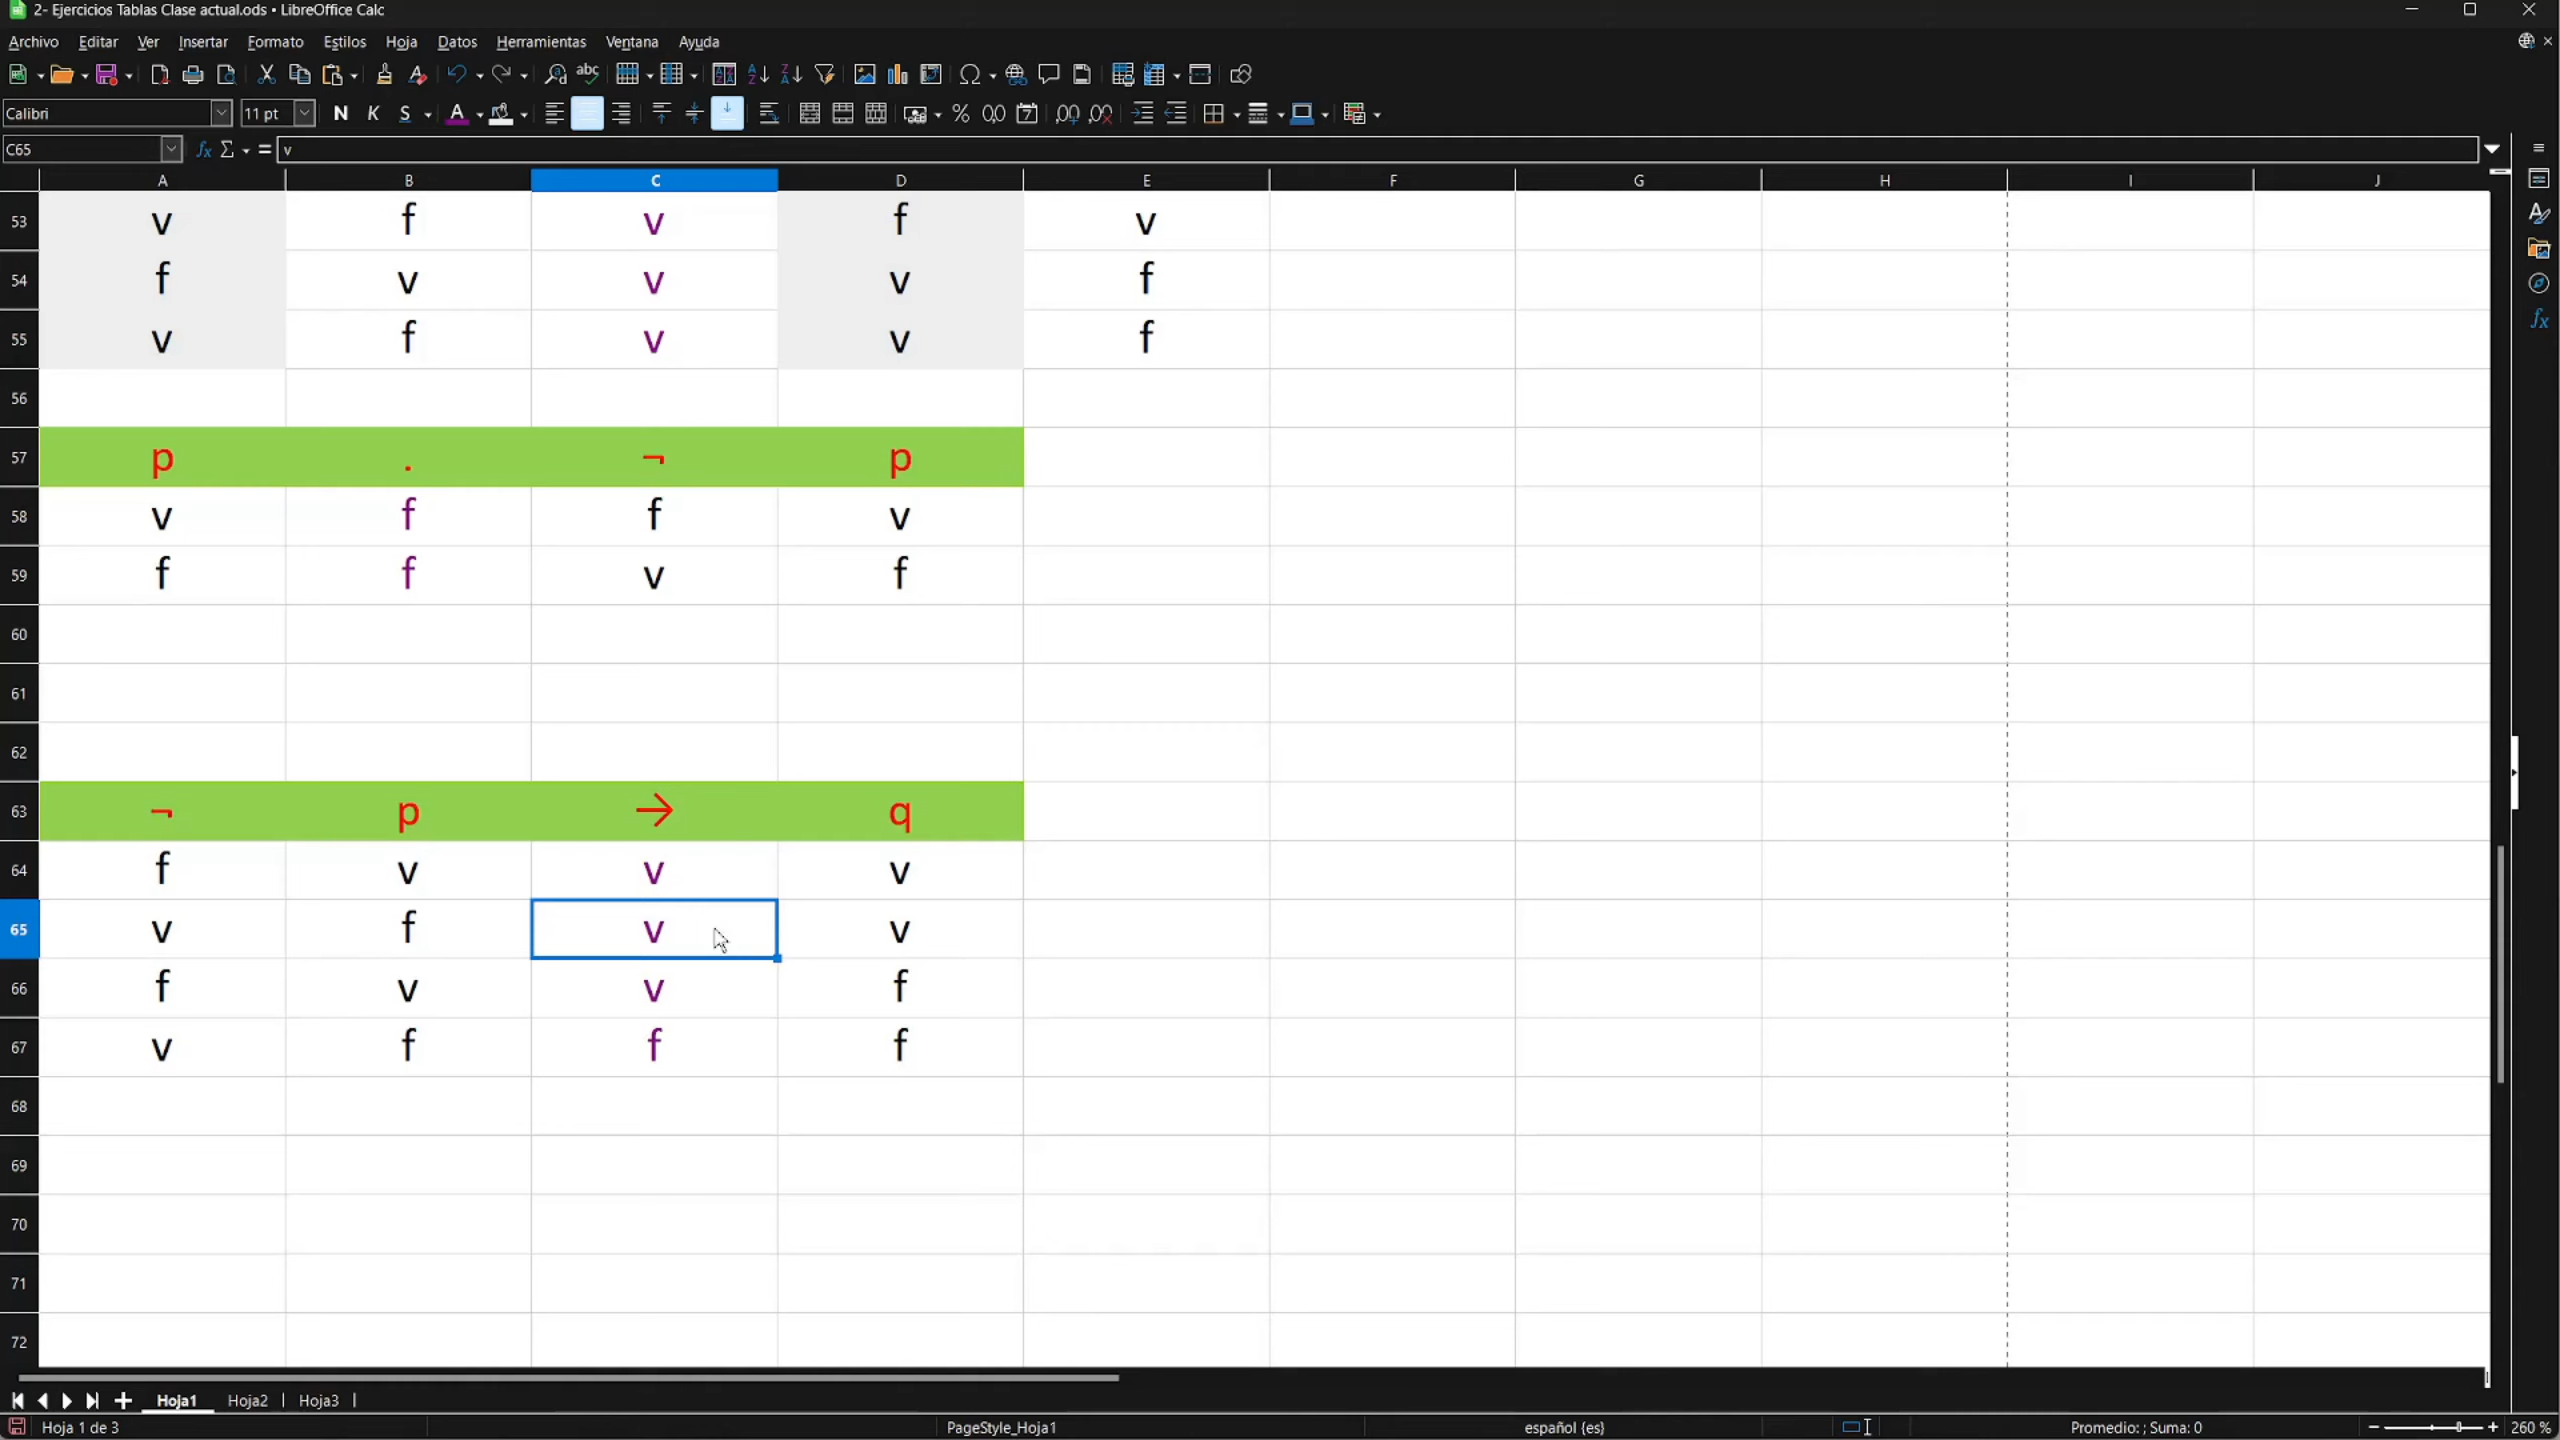 2- Ejercicios Tablas Clase actual.ods • LibreOffice Calc
Archivo Editar Ver Insertar Formato Estilos Hoja Datos Herramientas Ventana Ayuda
Calibri 11 pt N K S A
C65 fx Σ = v
A B C D E F G H I J
53 v f v f v
54 f v v v f
55 v f v v f
56
57 p . ¬ p
58 v f f v
59 f f v f
60
61
62
63 ¬ p → q
64 f v v v
65 v f v v
66 f v v f
67 v f f f
68
69
70
71
72
Hoja1 Hoja2 Hoja3
Hoja 1 de 3 PageStyle_Hoja1 español (es) Promedio: ; Suma: 0 260 %